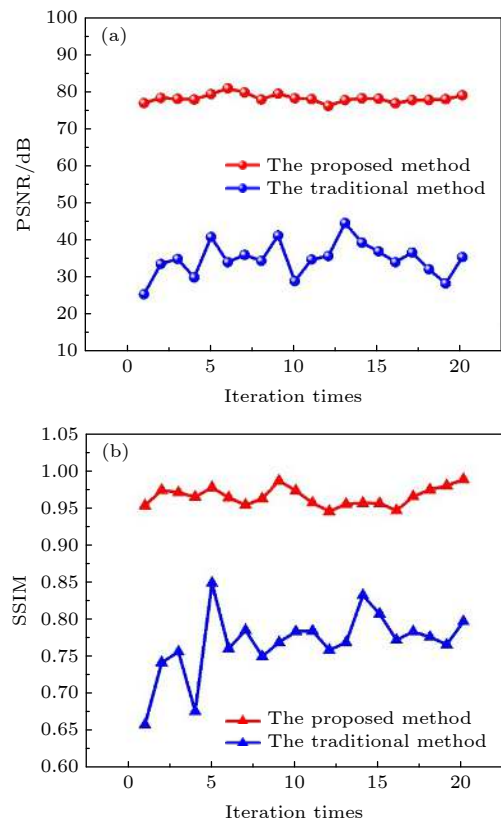 100
(a)
90
80
70
60
50
40
30
20
10
PSNR/dB
The proposed method
The traditional method
0 5 10 15 20
Iteration times
1.05
(b)
1.00
0.95
0.90
0.85
0.80
0.75
0.70
0.65
0.60
SSIM
The proposed method
The traditional method
0 5 10 15 20
Iteration times